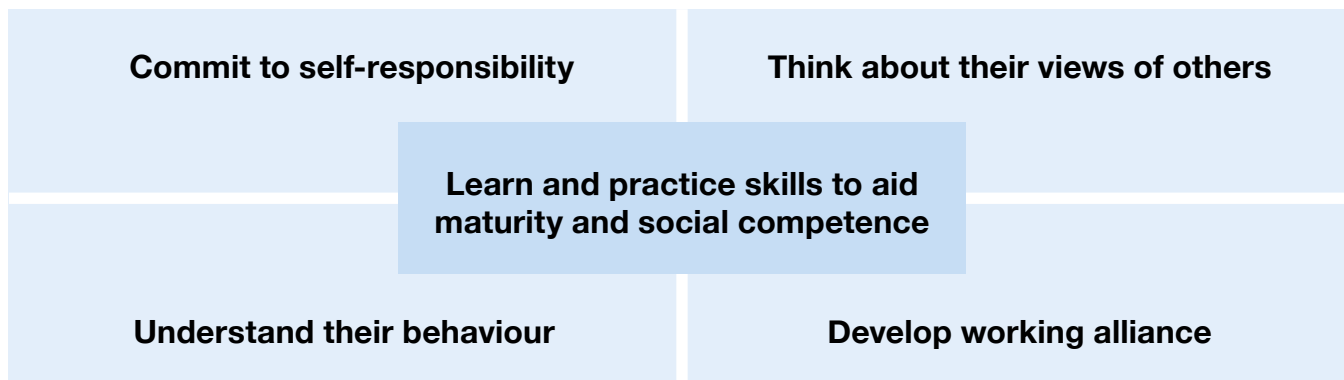 Commit to self-responsibility
Think about their views of others
Learn and practice skills to aid
maturity and social competence
Understand their behaviour
Develop working alliance